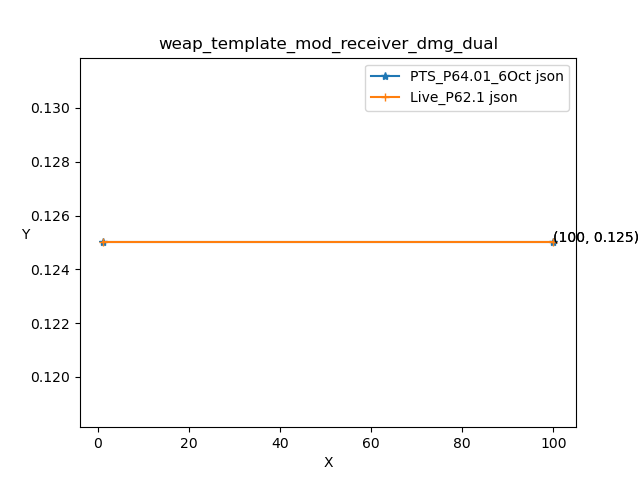 weap_template_mod_receiver_dmg_dual
PTS_P64.01_6Oct json
Live_P62.1 json
0.130
0.128
0.126
0.124
0.122
0.120
Y
(100, 0.125)
0 20 40 60 80 100
X